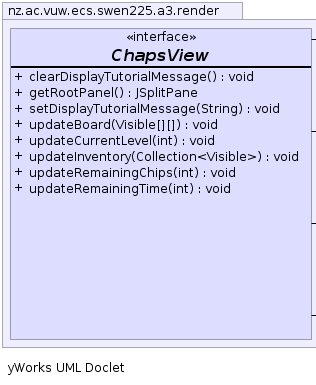 nz.ac.vuw.ecs.swen225.a3.render
«interface»
ChapsView
+ clearDisplayTutorialMessage() : void
+ getRootPanel() : JSplitPane
+ setDisplayTutorialMessage(String) : void
+ updateBoard(Visible[][]) : void
+ updateCurrentLevel(int) : void
+ updateInventory(Collection<Visible>) : void
+ updateRemainingChips(int) : void
+ updateRemainingTime(int) : void
yWorks UML Doclet